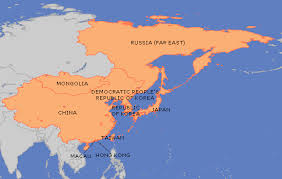 RUSSIA (FAR EAST)
MONGOLIA
DEMOCRATIC PEOPLE'S
REPUBLIC OF KOREA
REPUBLIC
OF KOREA
JAPAN
CHINA
TAIWAN
HONG KONG
MACAU